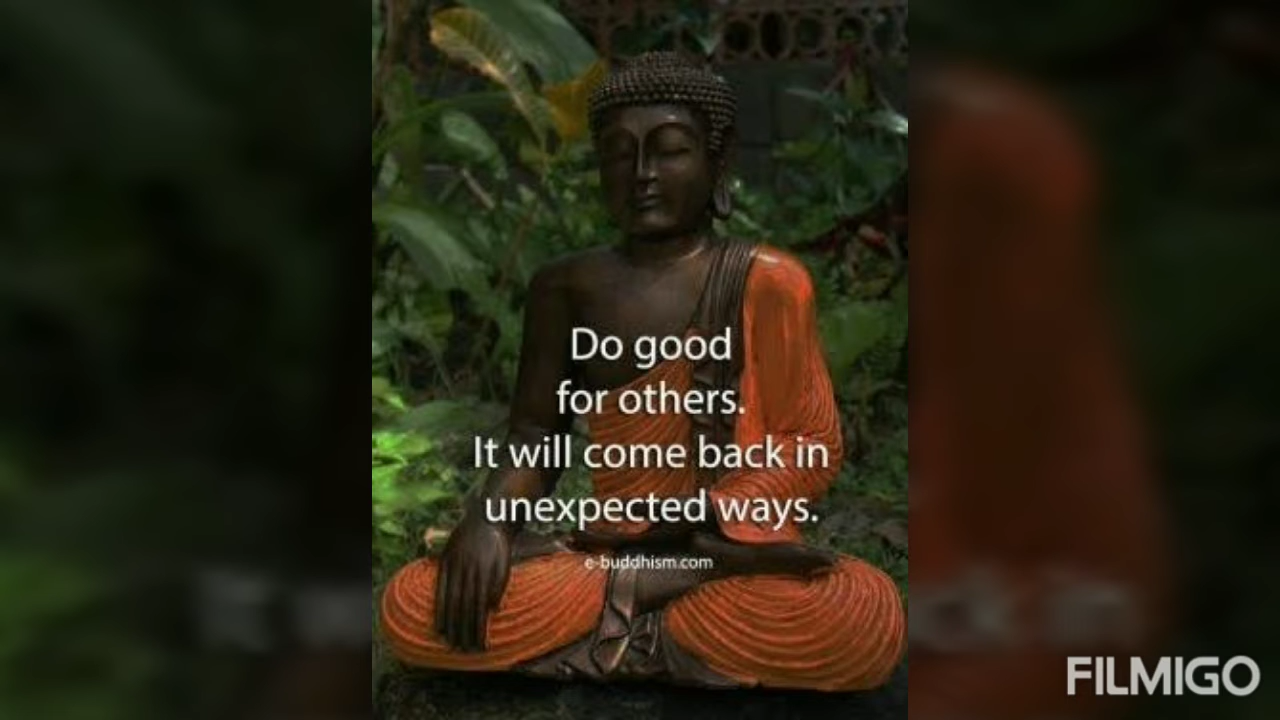 Do good
for others.
It will come back in
unexpected ways.
e-buddhism.com
FILMIGO